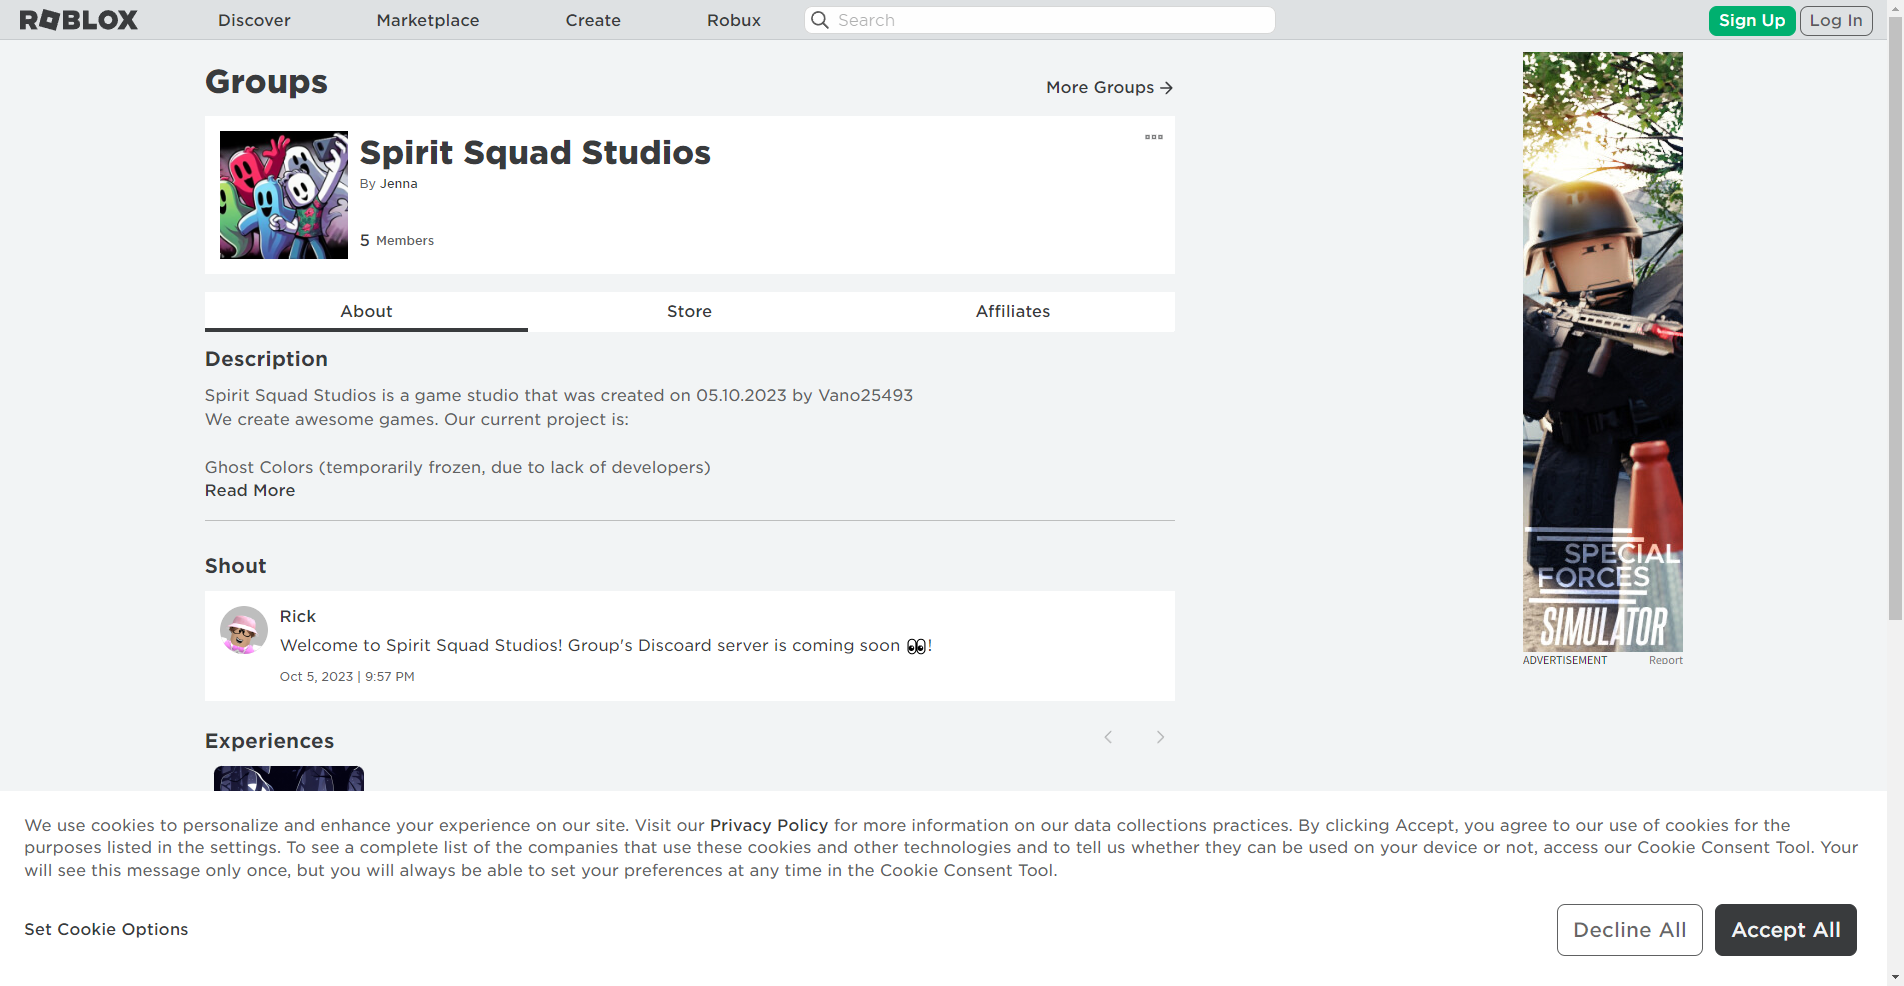 ROBLOX
Discover
Marketplace
Create
Robux
Search
Sign Up
Log In
Groups
More Groups →
Spirit Squad Studios
By Jenna
5 Members
About
Store
Affiliates
Description
Spirit Squad Studios is a game studio that was created on 05.10.2023 by Vano25493
We create awesome games. Our current project is:
Ghost Colors (temporarily frozen, due to lack of developers)
Read More
Shout
Rick
Welcome to Spirit Squad Studios! Group's Discoard server is coming soon 👀!
Oct 5, 2023 | 9:57 PM
Experiences
SPECIAL
FORCES
SIMULATOR
ADVERTISEMENT
Report
We use cookies to personalize and enhance your experience on our site. Visit our Privacy Policy for more information on our data collections practices. By clicking Accept, you agree to our use of cookies for the
purposes listed in the settings. To see a complete list of the companies that use these cookies and other technologies and to tell us whether they can be used on your device or not, access our Cookie Consent Tool. Your
will see this message only once, but you will always be able to set your preferences at any time in the Cookie Consent Tool.
Set Cookie Options
Decline All
Accept All